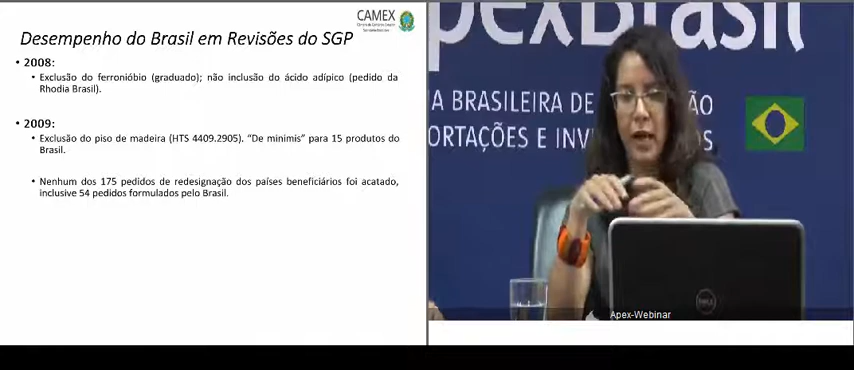 CAMEX
Desempenho do Brasil em Revisões do SGP
• 2008:
• Exclusão do ferronióbio (graduado); não inclusão do ácido adípico (pedido da
Rhodia Brasil).
• 2009:
• Exclusão do piso de madeira (HTS 4409.2905). "De minimis" para 15 produtos do
Brasil.
• Nenhum dos 175 pedidos de redesignação dos países beneficiários foi acatado,
inclusive 54 pedidos formulados pelo Brasil.
pexBrasil
A BRASILEIRA DE ÃO
ORTAÇÕES E INV OS
DELL
Apex-Webinar